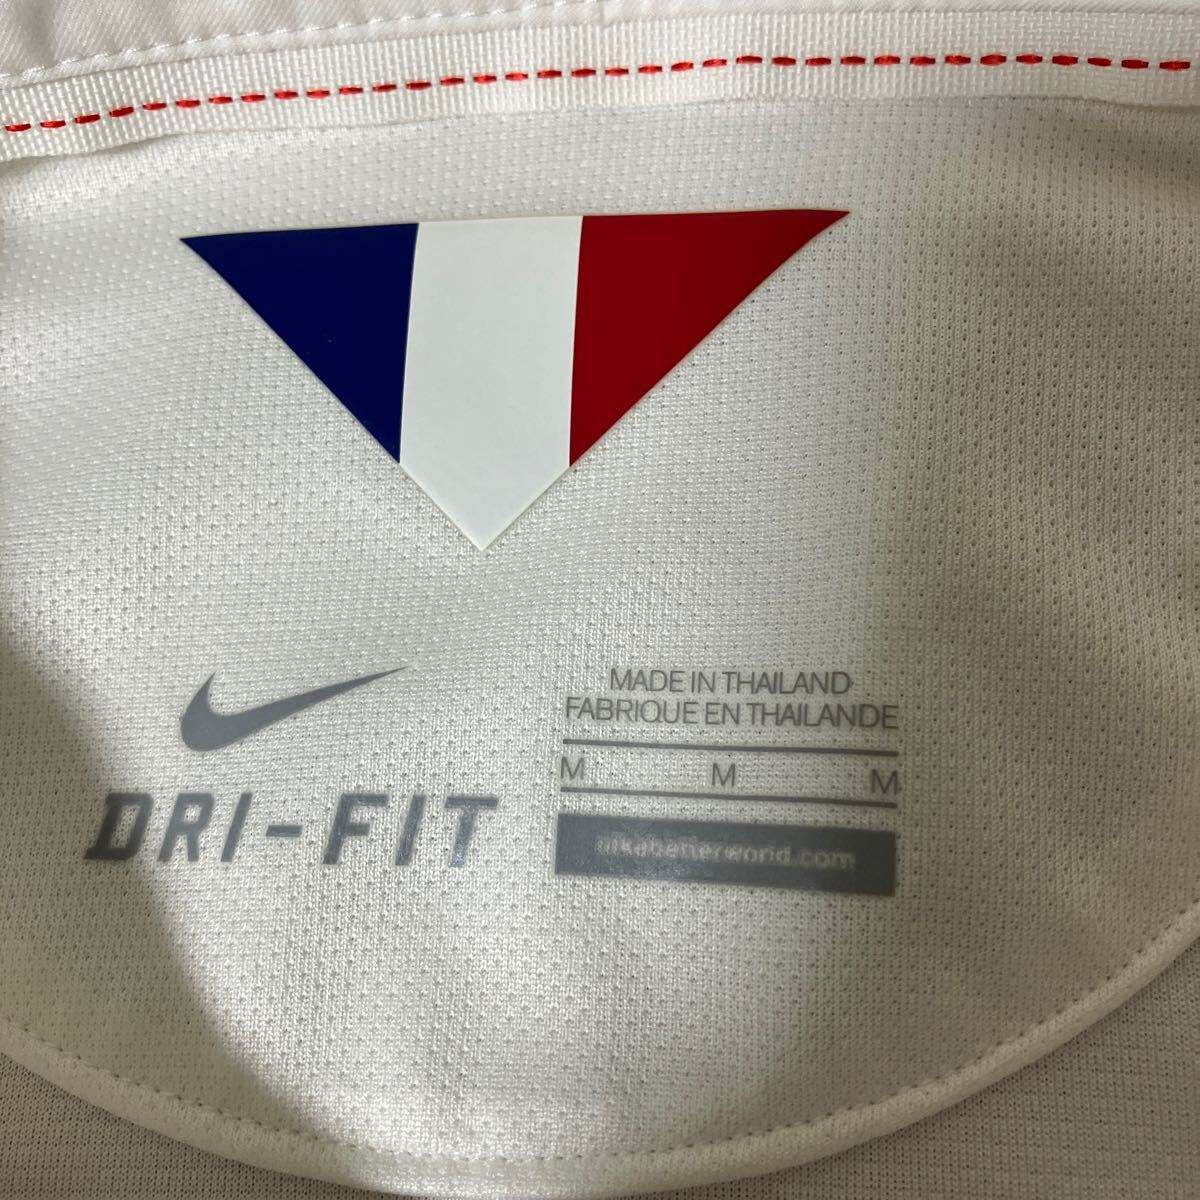 MADE IN THAILAND
FABRIQUE EN THAILANDE
M M M
DRI-FIT
nikebetterworld.com